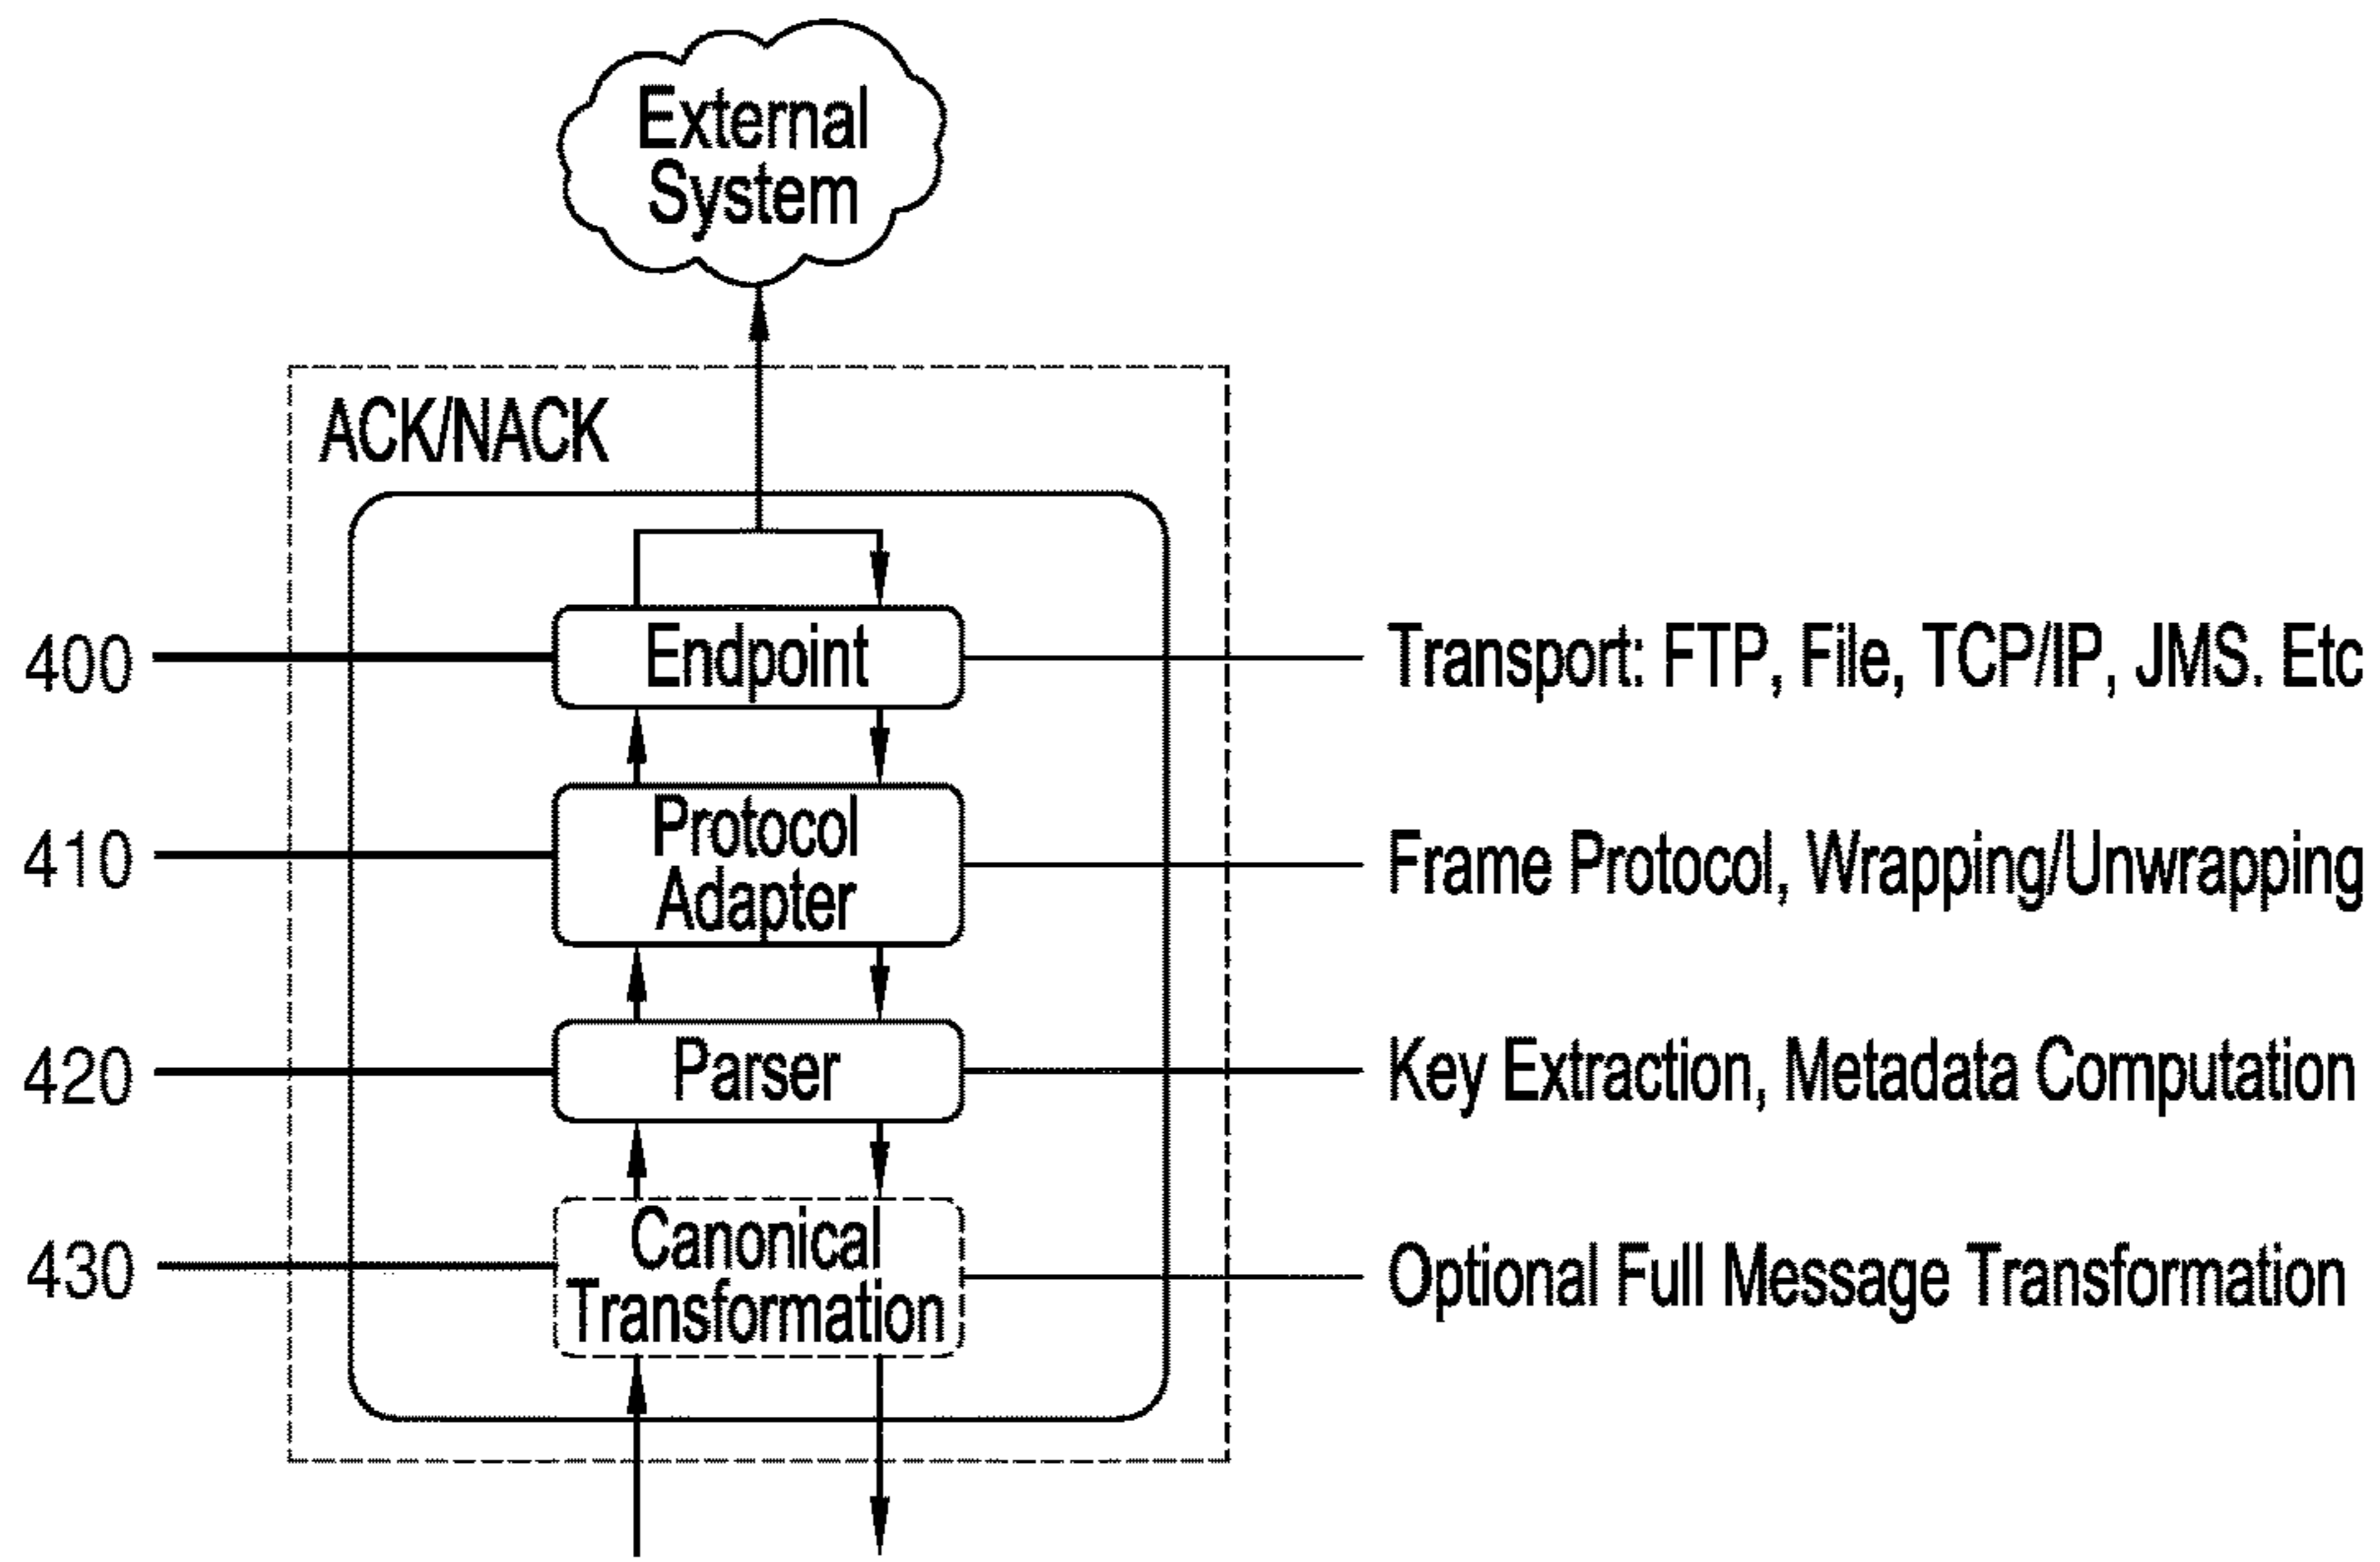 External
System
ACK/NACK
400
Endpoint
Transport: FTP, File, TCP/IP, JMS. Etc
410
Protocol
Adapter
Frame Protocol, Wrapping/Unwrapping
420
Parser
Key Extraction, Metadata Computation
430
Canonical
Transformation
Optional Full Message Transformation